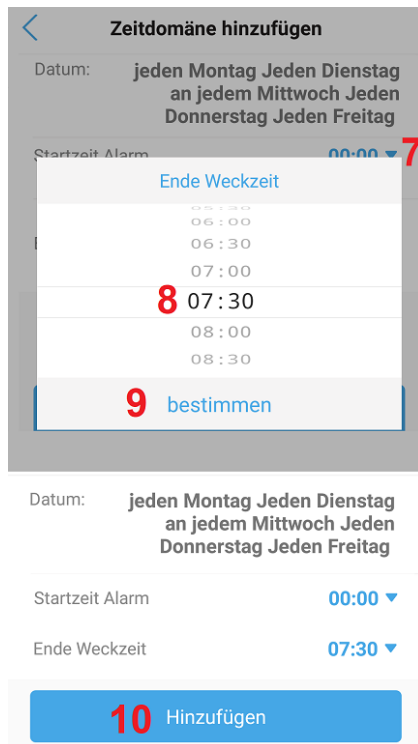 Zeitdomäne hinzufügen
Datum: jeden Montag Jeden Dienstag
an jedem Mittwoch Jeden
Donnerstag Jeden Freitag
Startzeit Alarm 00:00 7
Ende Weckzeit
05:30
06:00
06:30
07:00
8 07:30
08:00
08:30
9 bestimmen
Datum: jeden Montag Jeden Dienstag
an jedem Mittwoch Jeden
Donnerstag Jeden Freitag
Startzeit Alarm 00:00
Ende Weckzeit 07:30
10 Hinzufügen